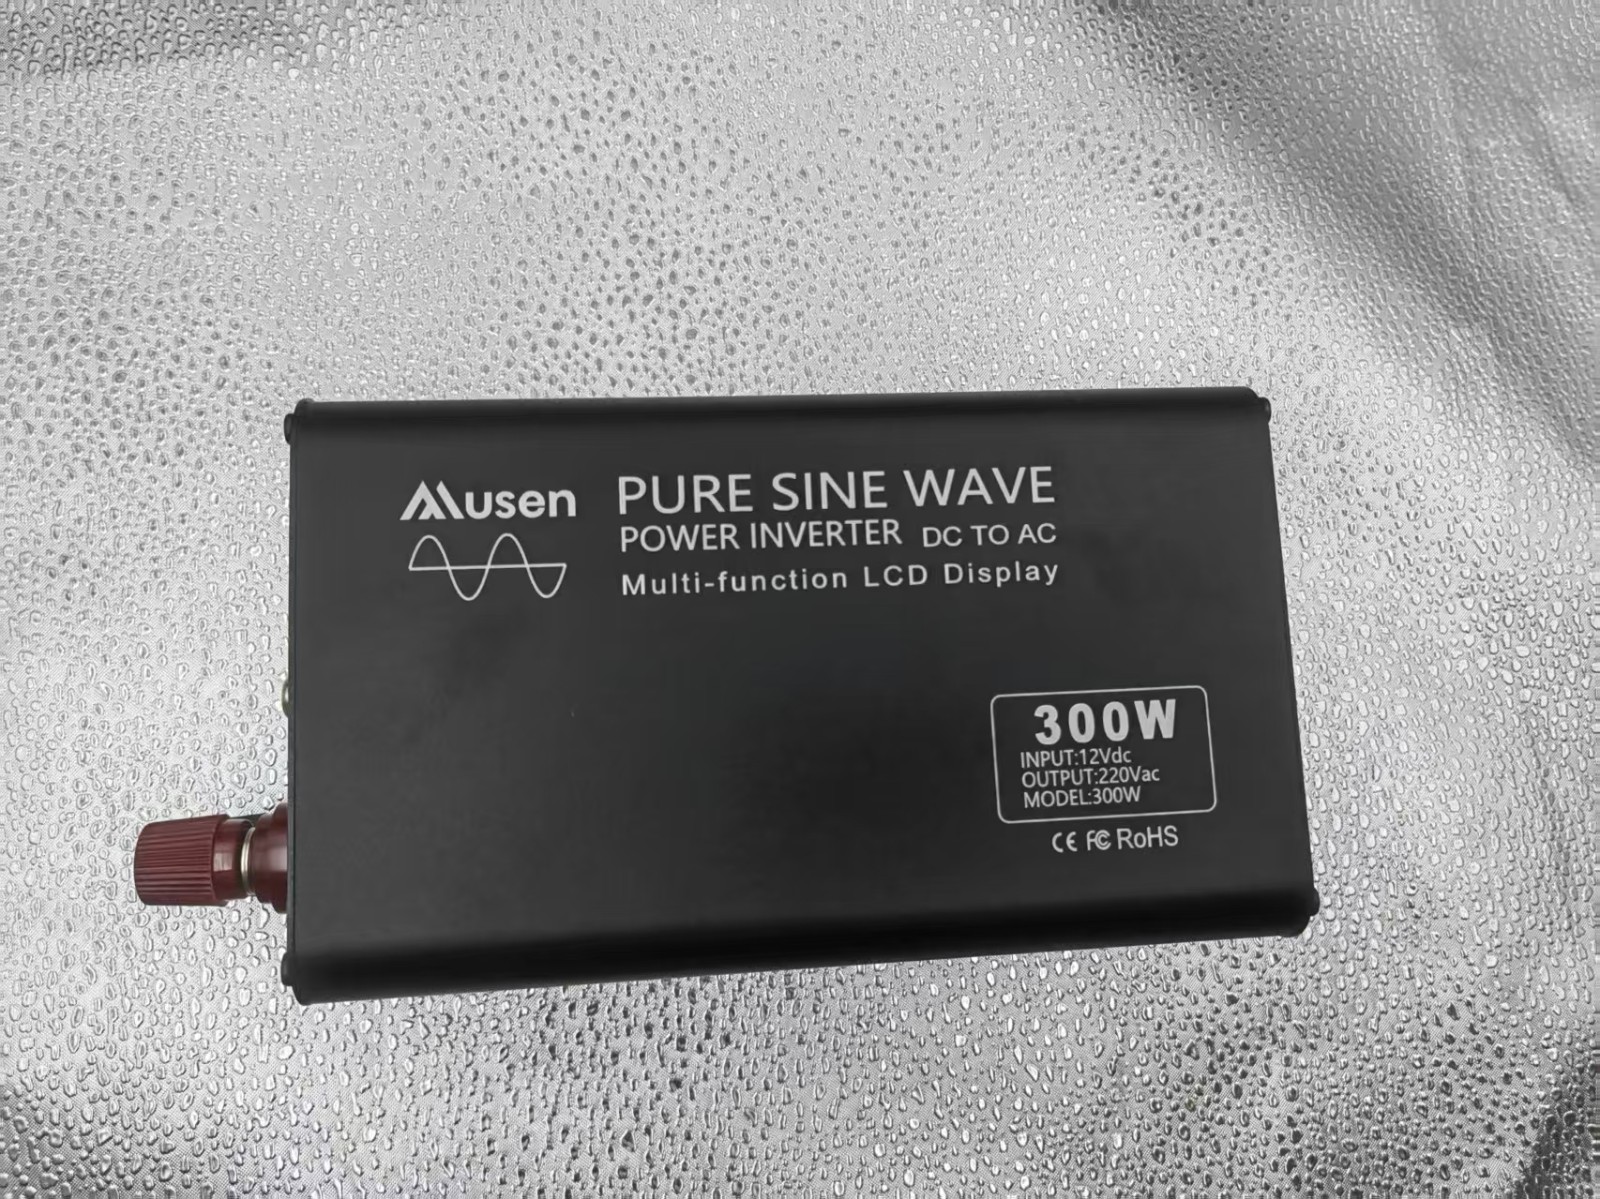 Musen
PURE SINE WAVE
POWER INVERTER DC TO AC
Multi-function LCD Display
300W
INPUT:12Vdc
OUTPUT:220Vac
MODEL:300W
CE FC RoHS